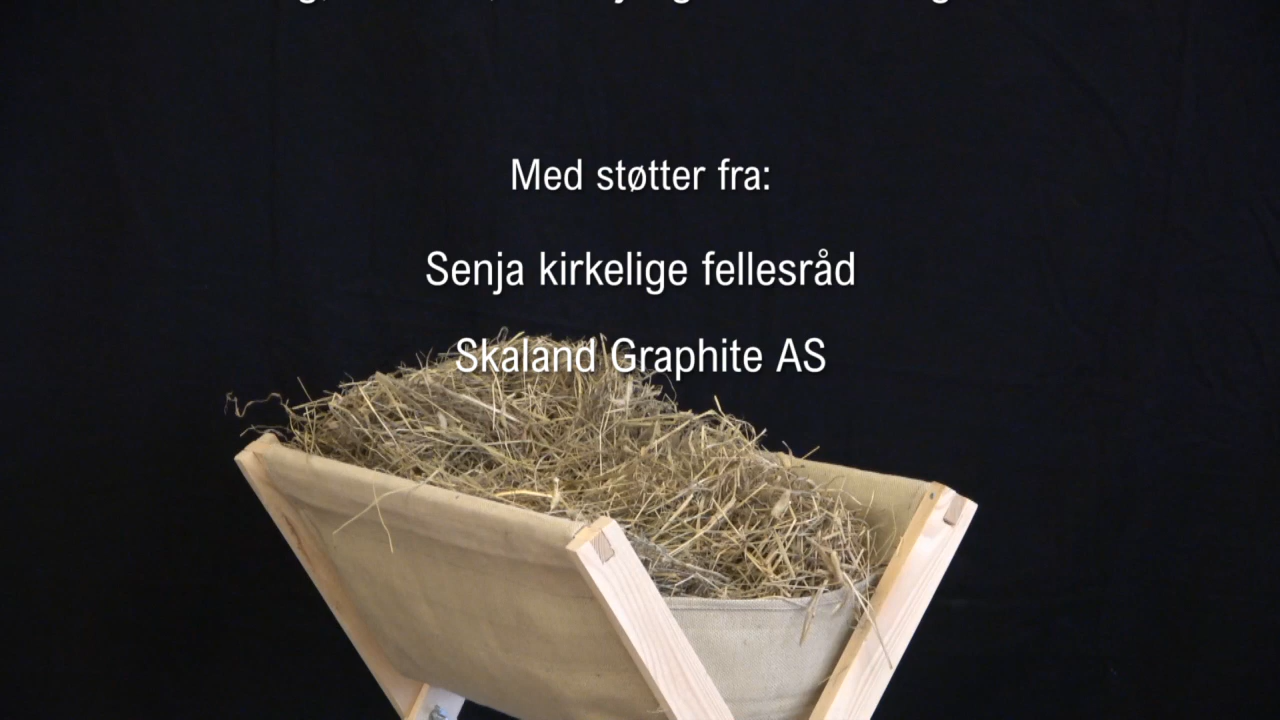 Med støtter fra:
Senja kirkelige fellesråd
Skaland Graphite AS